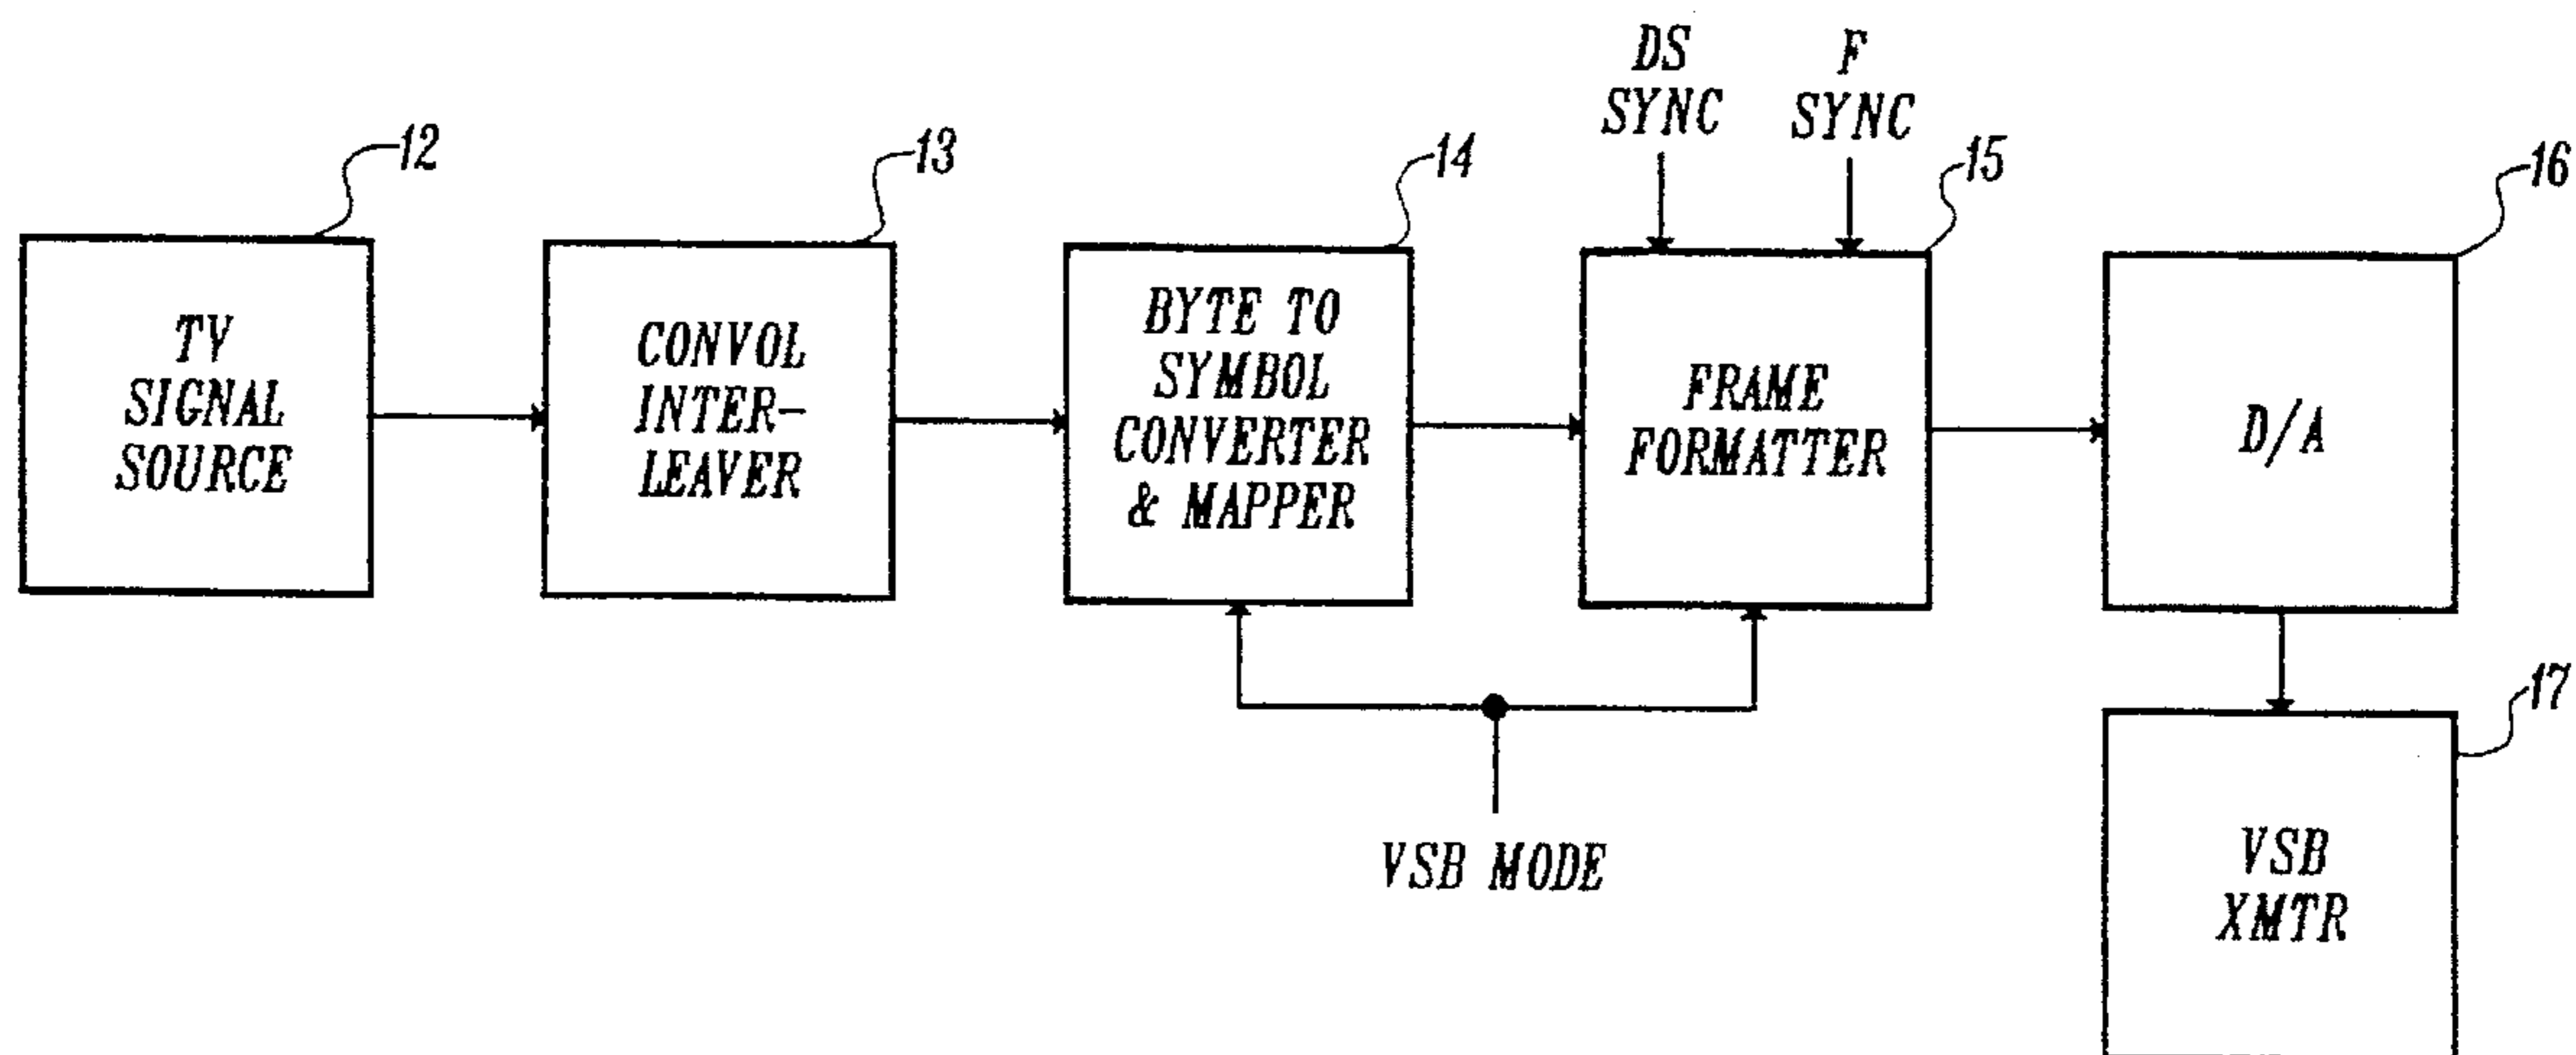 DS
SYNC
F
SYNC
12
13
14
15
16
TV
SIGNAL
SOURCE
CONVOL
INTER-
LEAVER
BYTE TO
SYMBOL
CONVERTER
& MAPPER
FRAME
FORMATTER
D/A
17
VSB MODE
VSB
XMTR